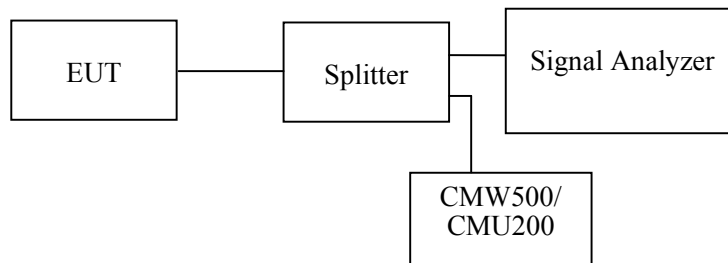 EUT
Splitter
Signal Analyzer
CMW500/
CMU200